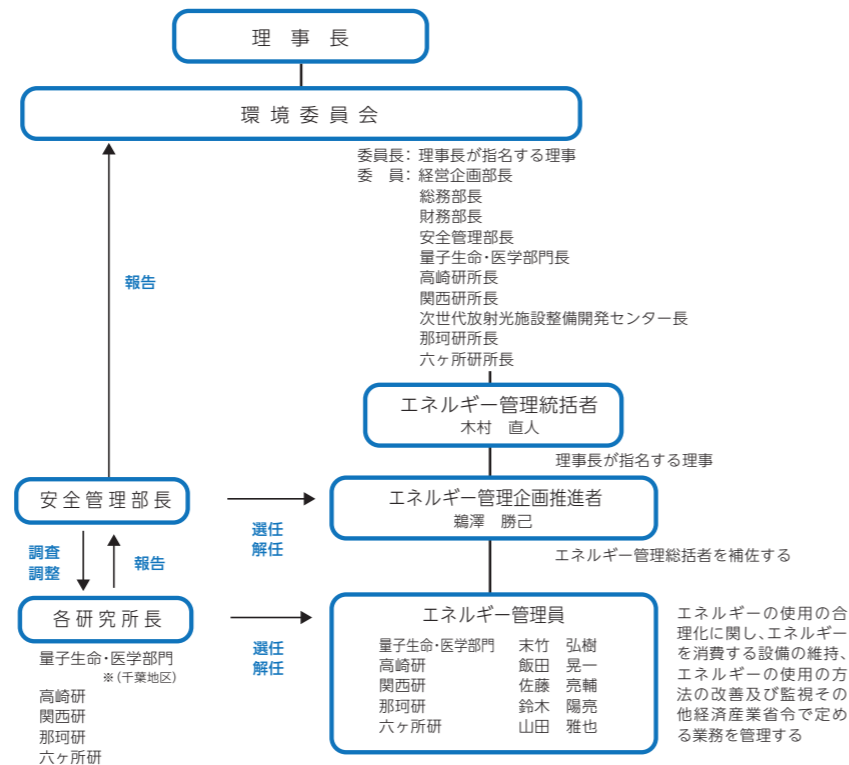 理事長
環境委員会
委員長：理事長が指名する理事
委　員：経営企画部長
総務部長
財務部長
安全管理部長
量子生命・医学部門長
高崎研所長
関西研所長
次世代放射光施設整備開発センター長
那珂研所長
六ヶ所研所長
報告
エネルギー管理統括者
木村　直人
理事長が指名する理事
安全管理部長
選任
解任
エネルギー管理企画推進者
鵜澤　勝己
エネルギー管理総括者を補佐する
調査
調整
報告
各研究所長
量子生命・医学部門
※（千葉地区）
高崎研
関西研
那珂研
六ヶ所研
選任
解任
エネルギー管理員
量子生命・医学部門　末竹　弘樹
高崎研　飯田　晃一
関西研　佐藤　亮輔
那珂研　鈴木　陽亮
六ヶ所研　山田　雅也
エネルギーの使用の合
理化に関し、エネルギー
を消費する設備の維持、
エネルギーの使用の方
法の改善及び監視その
他経済産業省令で定め
る業務を管理する